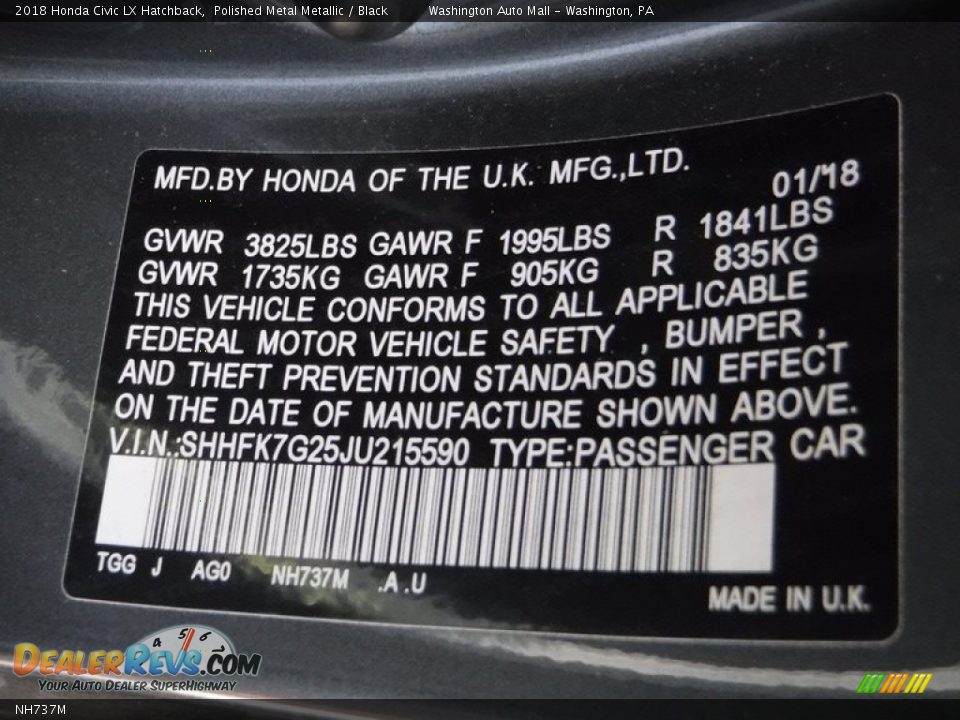 2018 Honda Civic LX Hatchback, Polished Metal Metallic / Black Washington Auto Mall - Washington, PA
MFD.BY HONDA OF THE U.K. MFG.,LTD.
01/'18
GVWR 3825LBS GAWR F 1995LBS R 1841LBS
GVWR 1735KG GAWR F 905KG R 835KG
THIS VEHICLE CONFORMS TO ALL APPLICABLE
FEDERAL MOTOR VEHICLE SAFETY , BUMPER ,
AND THEFT PREVENTION STANDARDS IN EFFECT
ON THE DATE OF MANUFACTURE SHOWN ABOVE.
V.I.N.:SHHFK7G25JU215590 TYPE:PASSENGER CAR
TGG J AG0 NH737M .A .U
MADE IN U.K.
4 5 6
DEALERREVS.COM
YOUR AUTO DEALER SUPERHIGHWAY
NH737M